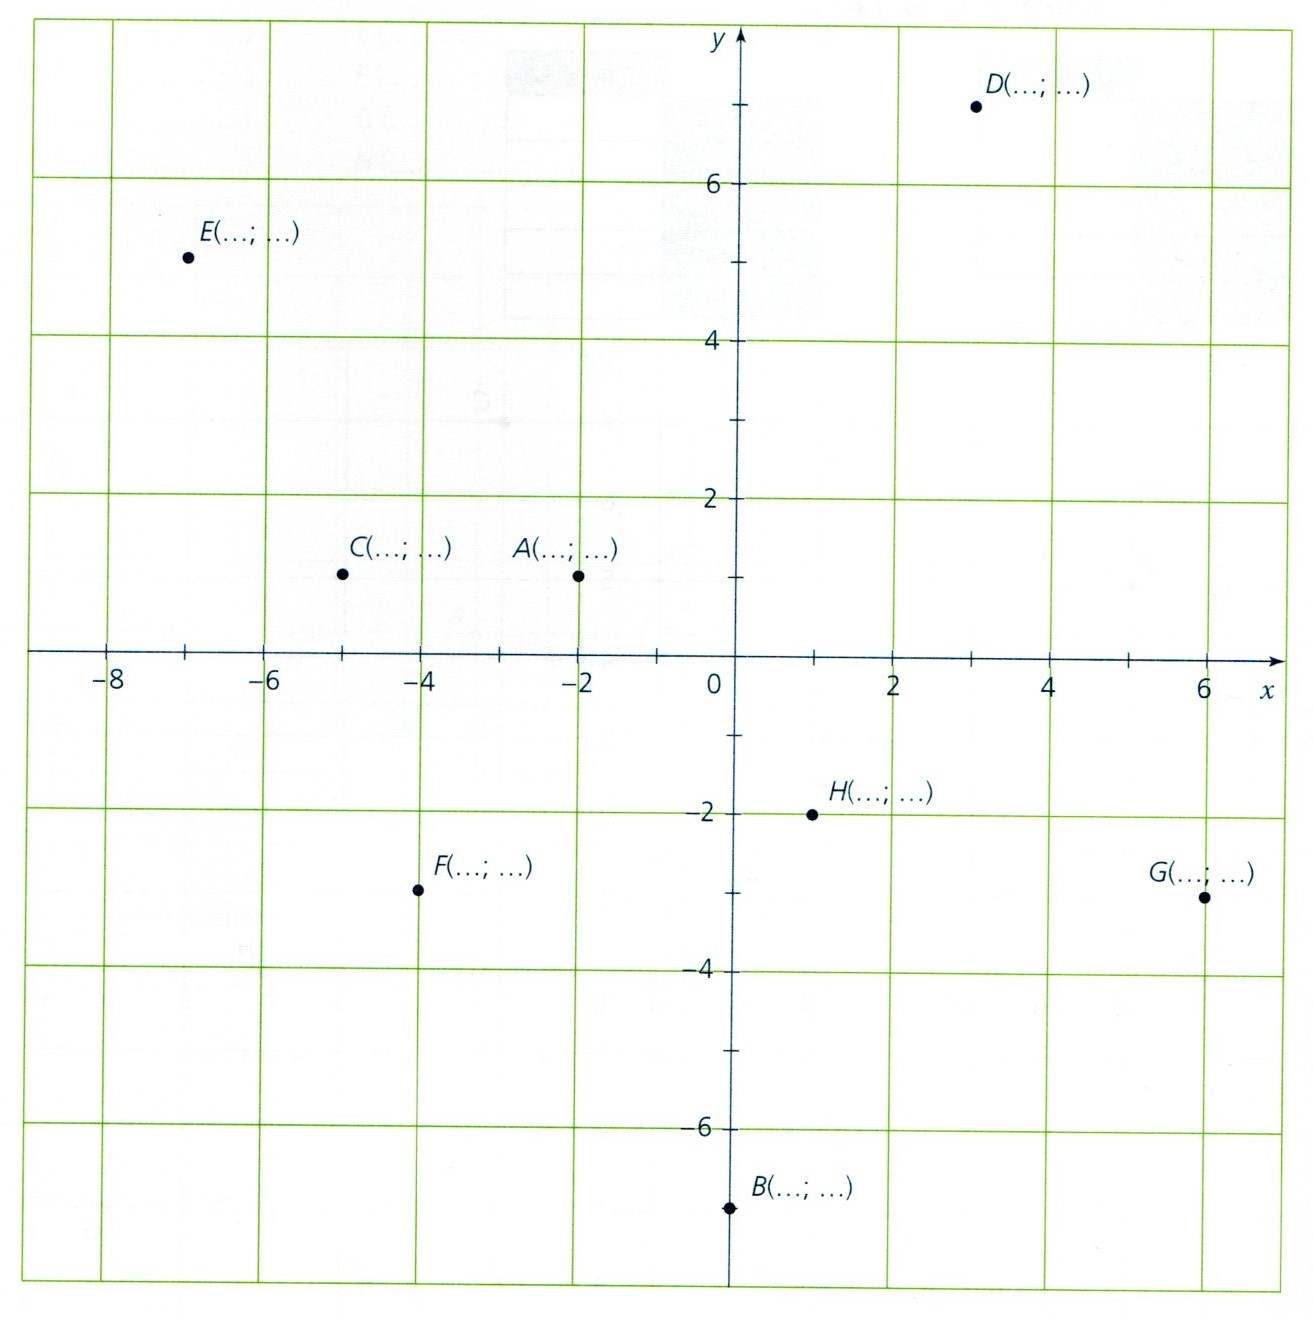 y
D(...; ...)
6
E(...; ...)
4
2
C(...; ...) A(...; ...)
–8 –6 –4 –2 0 2 4 6 x
H(...; ...)
–2
F(...; ...) G(...; ...)
–4
–6
B(...; ...)